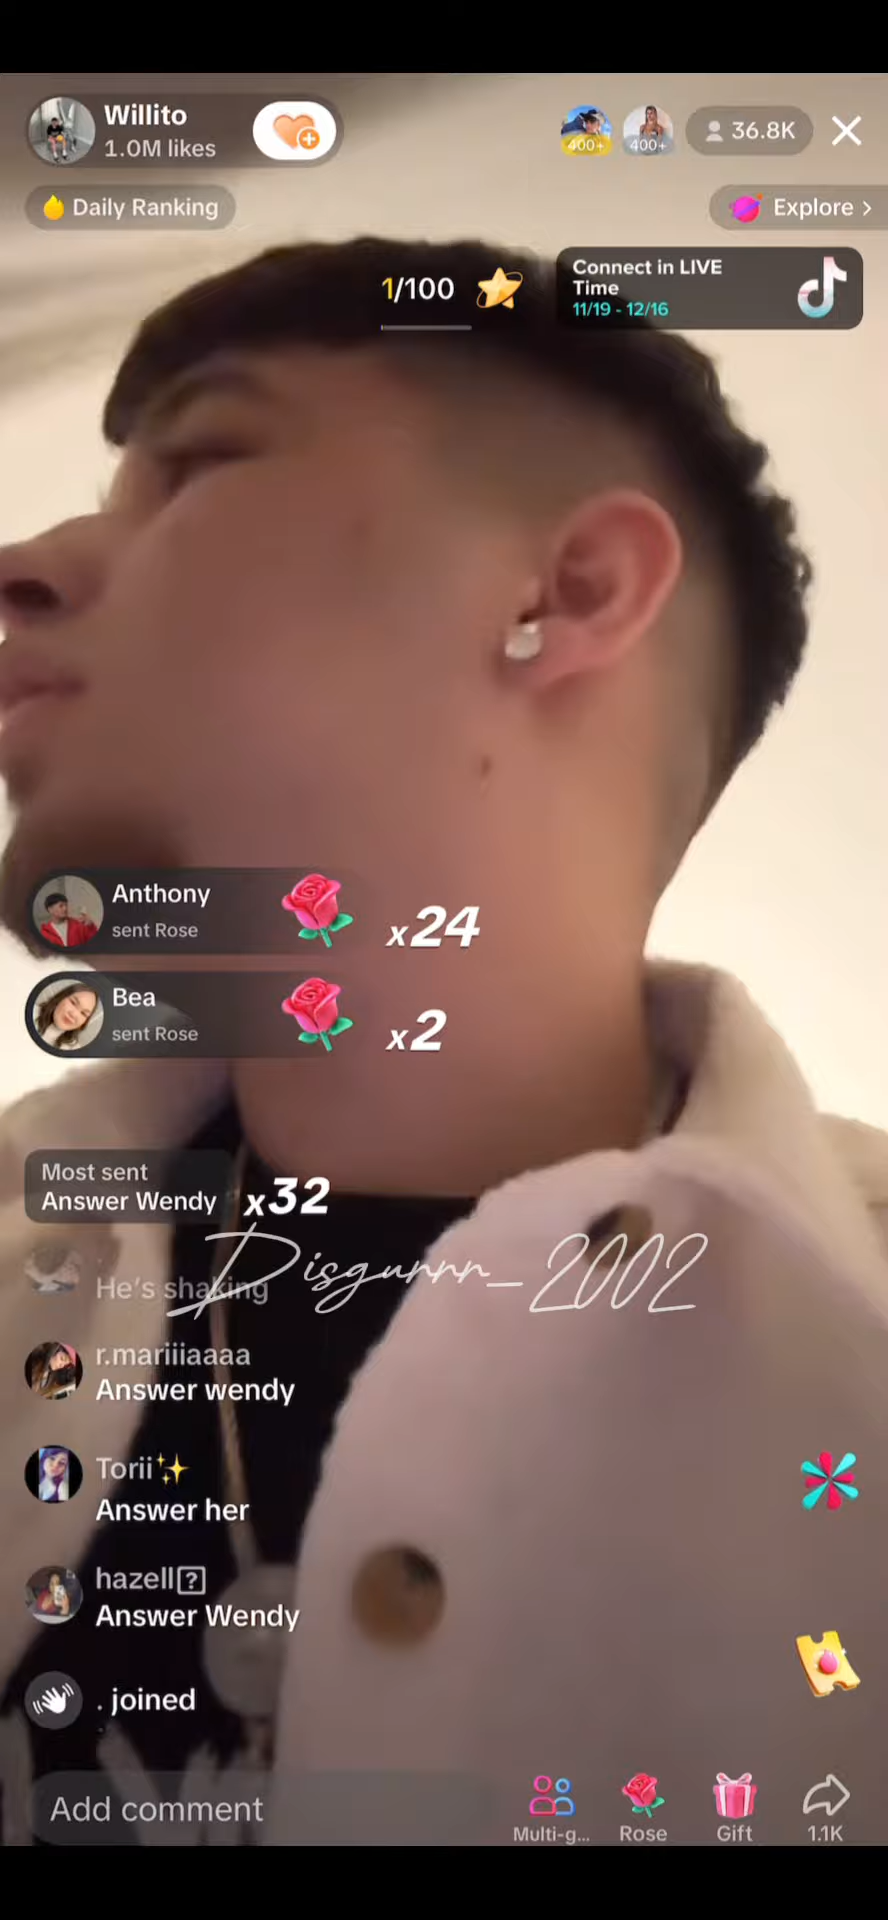 Willito
1.0M likes
400+
400+
36.8K
Daily Ranking
Explore >
1/100
Connect in LIVE
Time
11/19 - 12/16
Anthony
sent Rose
x24
Bea
sent Rose
x2
Most sent
Answer Wendy x32
Disgurrr_2002
He's shaking
r.mariiiaaaa
Answer wendy
Torii✨
Answer her
hazell?
Answer Wendy
. joined
Add comment
Multi-g...
Rose
Gift
1.1K